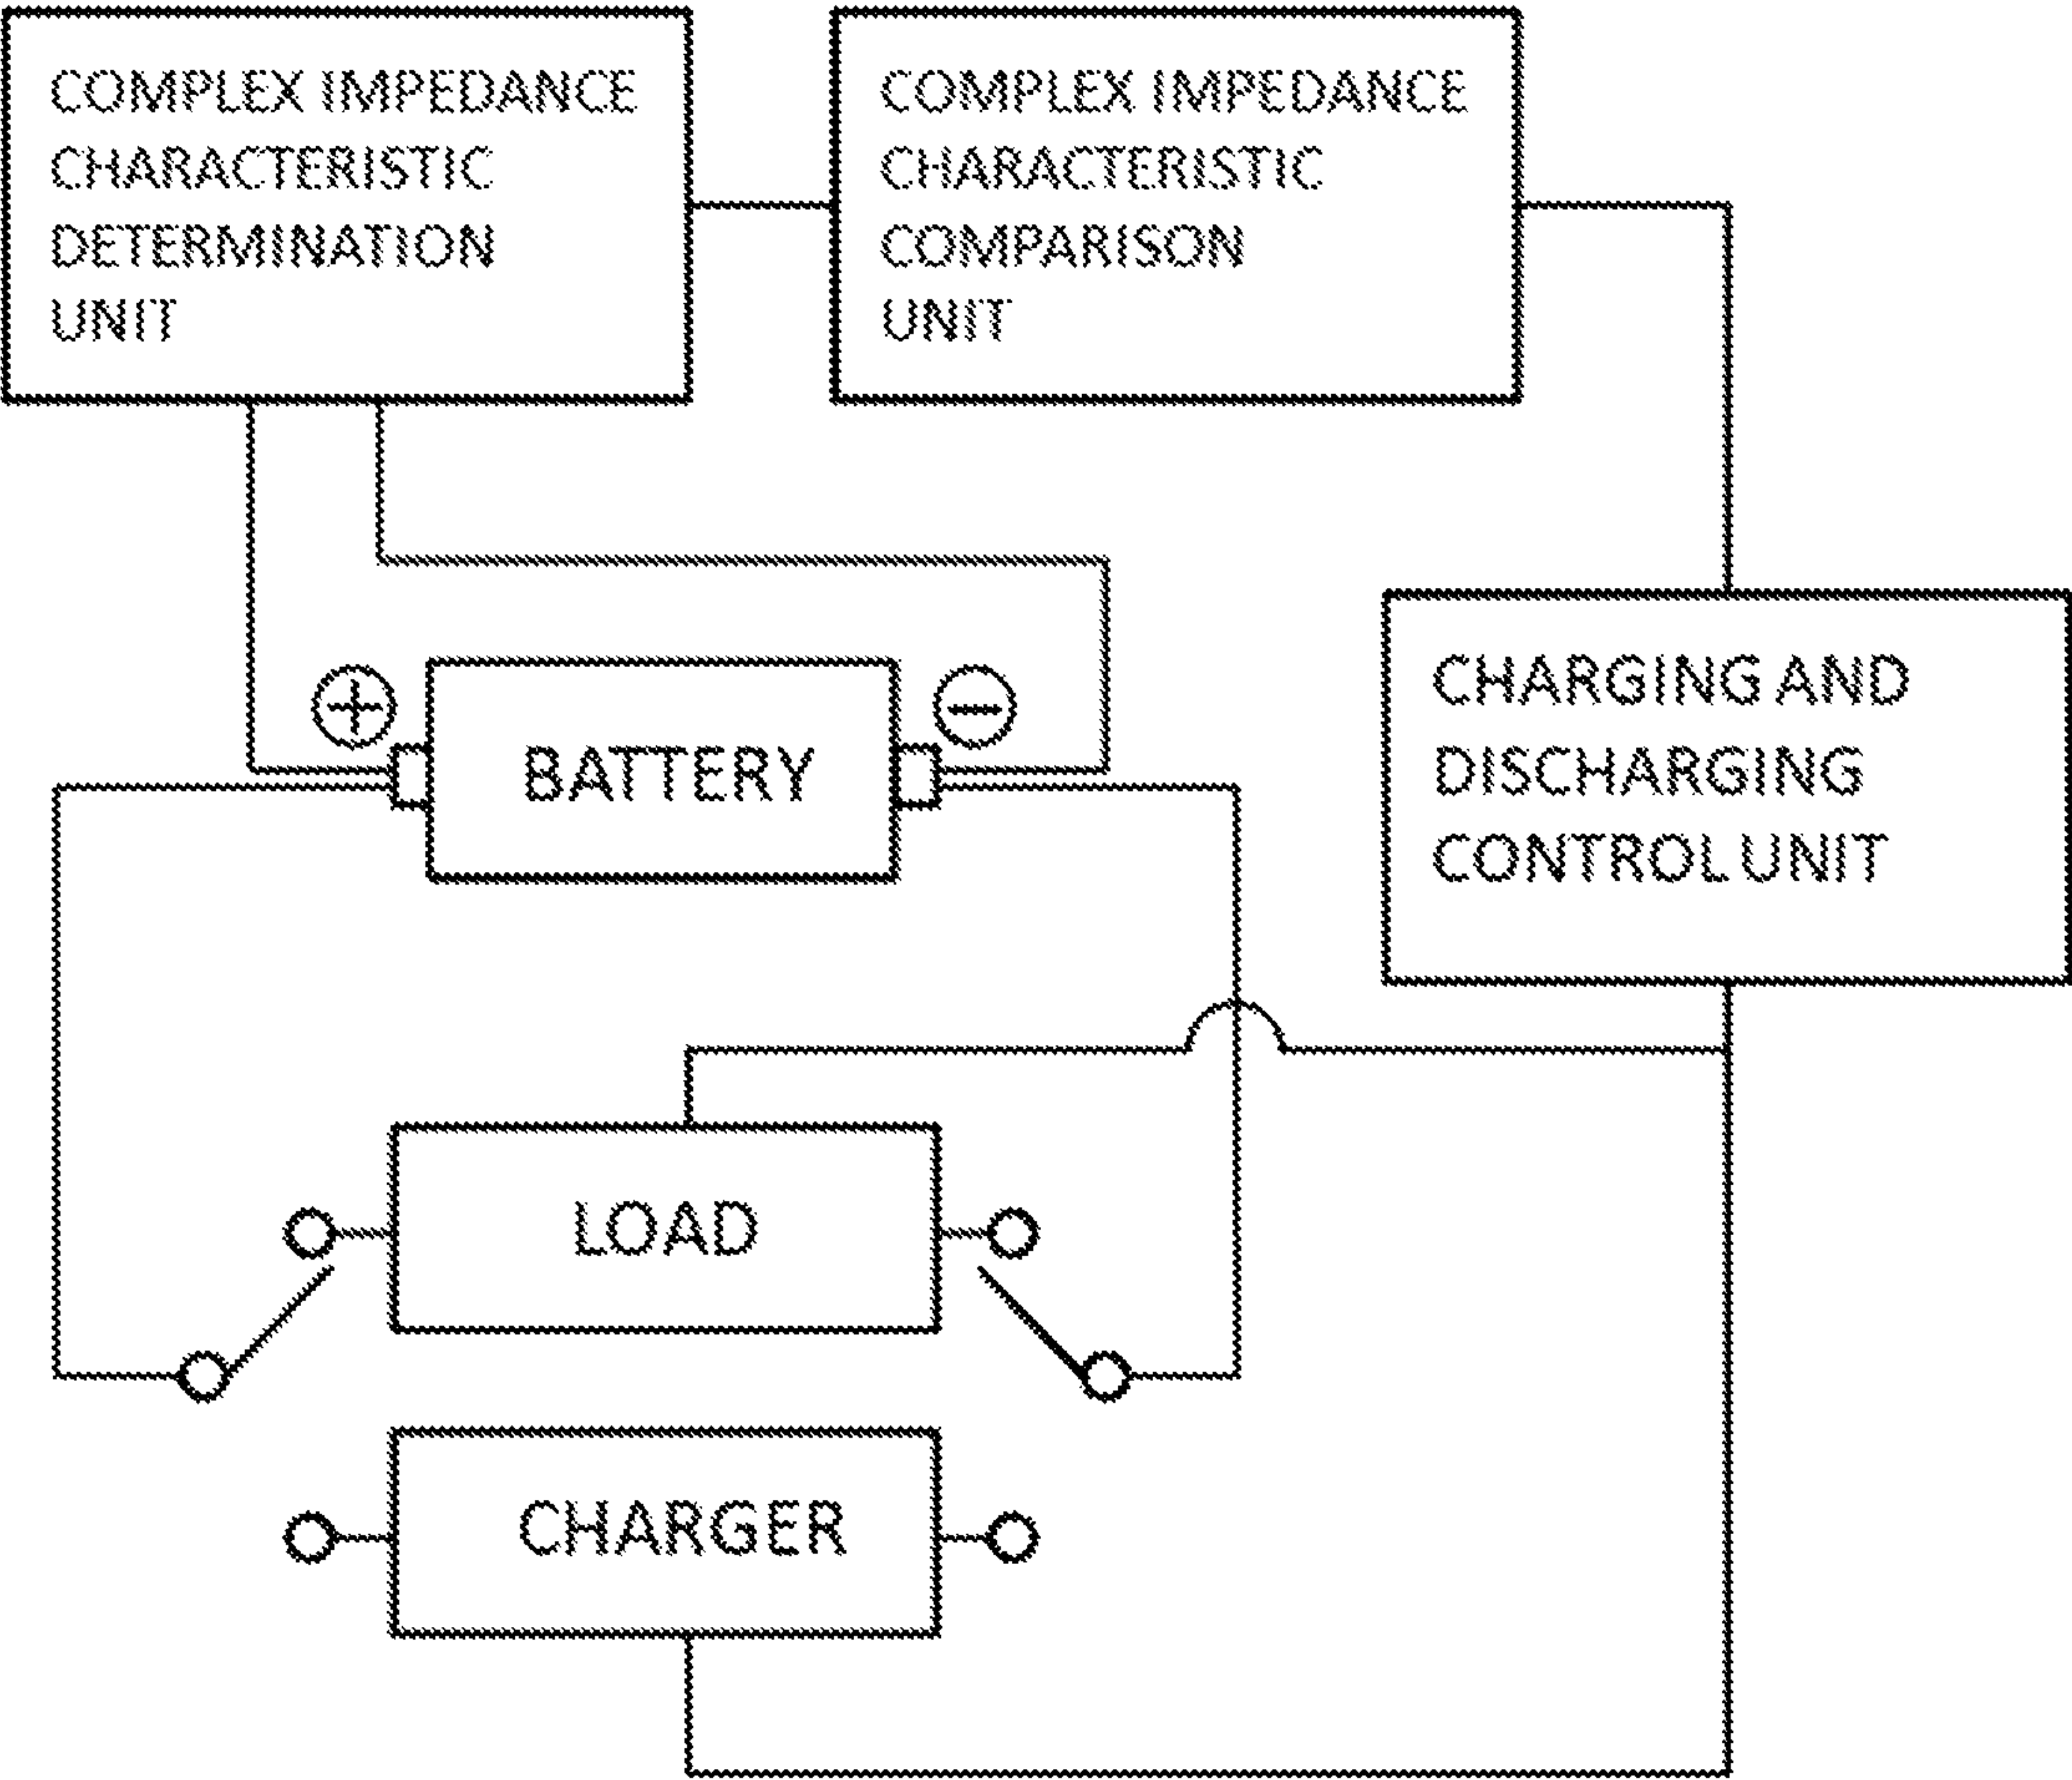 COMPLEX IMPEDANCE
CHARACTERISTIC
DETERMINATION
UNIT
COMPLEX IMPEDANCE
CHARACTERISTIC
COMPARISON
UNIT
CHARGING AND
DISCHARGING
CONTROL UNIT
+
BATTERY
−
LOAD
CHARGER